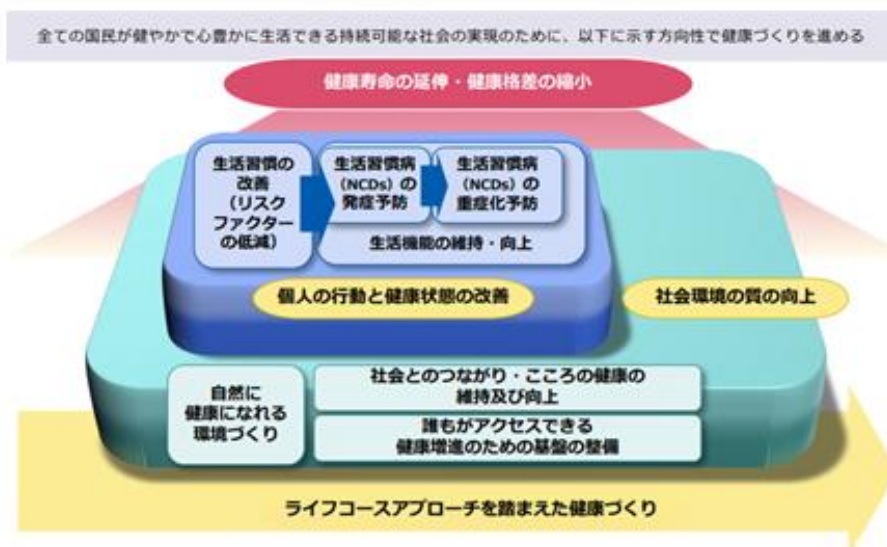 全ての国民が健やかで心豊かに生活できる持続可能な社会の実現のために、以下に示す方向性で健康づくりを進める
健康寿命の延伸・健康格差の縮小
生活習慣の
改善
（リスク
ファクター
の低減）
生活習慣病
（NCDs）の
発症予防
生活習慣病
（NCDs）の
重症化予防
生活機能の維持・向上
個人の行動と健康状態の改善
社会環境の質の向上
自然に
健康になれる
環境づくり
社会とのつながり・こころの健康の
維持及び向上
誰もがアクセスできる
健康増進のための基盤の整備
ライフコースアプローチを踏まえた健康づくり